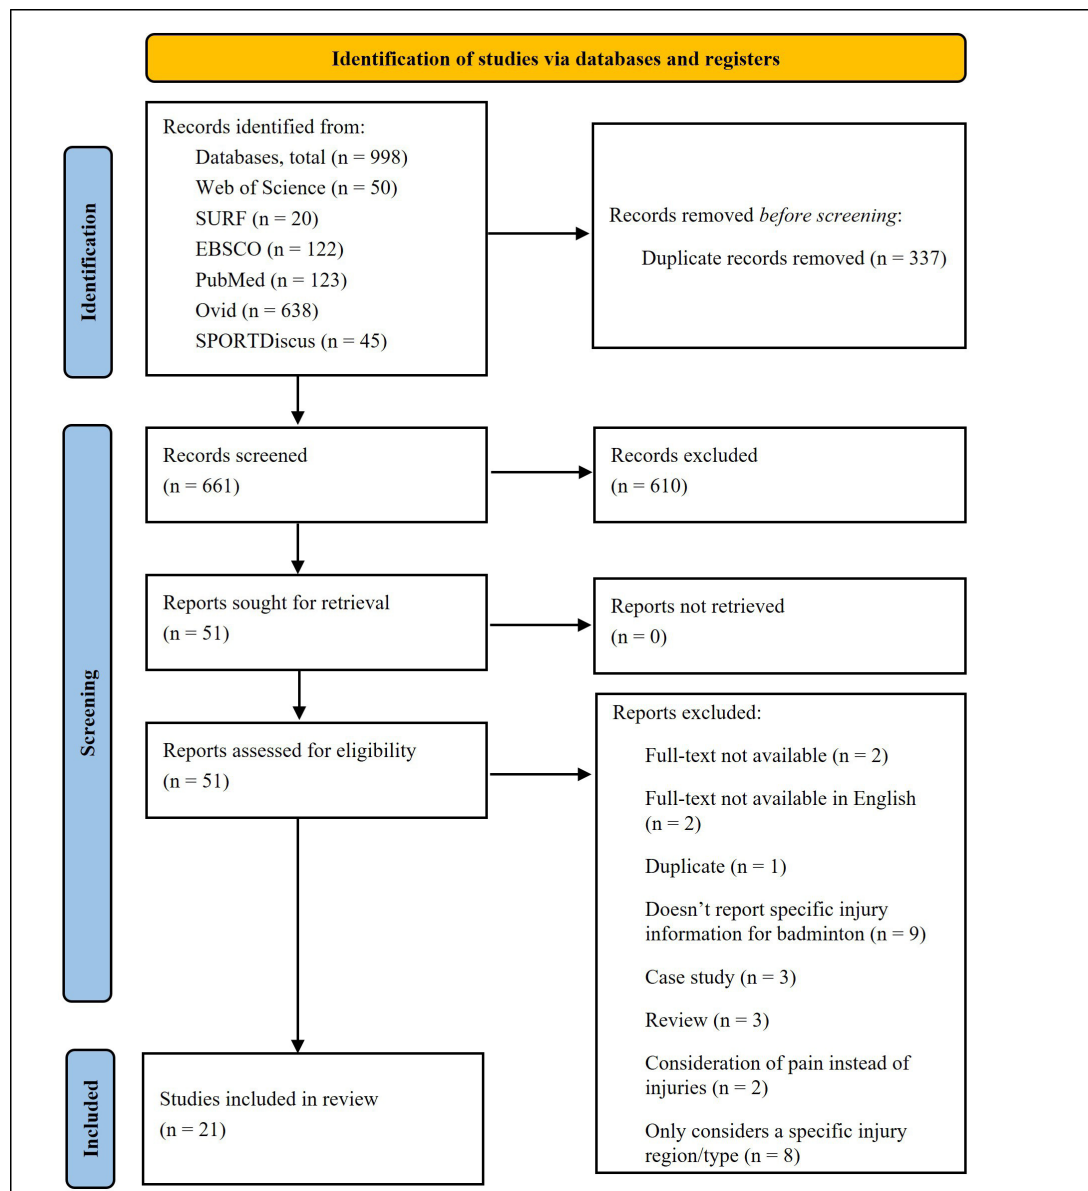 Identification of studies via databases and registers
Identification
Records identified from:
Databases, total (n = 998)
Web of Science (n = 50)
SURF (n = 20)
EBSCO (n = 122)
PubMed (n = 123)
Ovid (n = 638)
SPORTDiscus (n = 45)
Records removed before screening:
Duplicate records removed (n = 337)
Screening
Records screened
(n = 661)
Records excluded
(n = 610)
Reports sought for retrieval
(n = 51)
Reports not retrieved
(n = 0)
Reports assessed for eligibility
(n = 51)
Reports excluded:
Full-text not available (n = 2)
Full-text not available in English
(n = 2)
Duplicate (n = 1)
Doesn’t report specific injury
information for badminton (n = 9)
Case study (n = 3)
Review (n = 3)
Consideration of pain instead of
injuries (n = 2)
Only considers a specific injury
region/type (n = 8)
Included
Studies included in review
(n = 21)